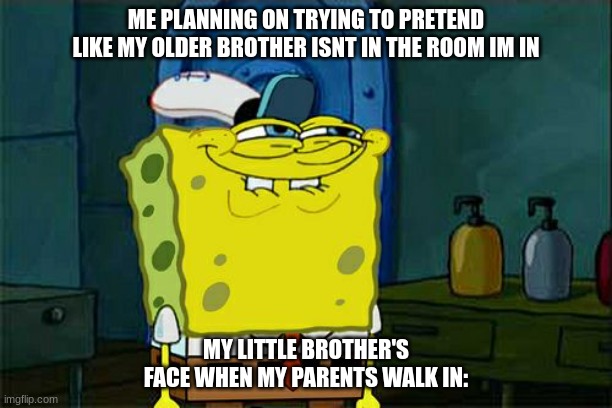 ME PLANNING ON TRYING TO PRETEND
LIKE MY OLDER BROTHER ISNT IN THE ROOM IM IN
MY LITTLE BROTHER'S
FACE WHEN MY PARENTS WALK IN:
imgflip.com